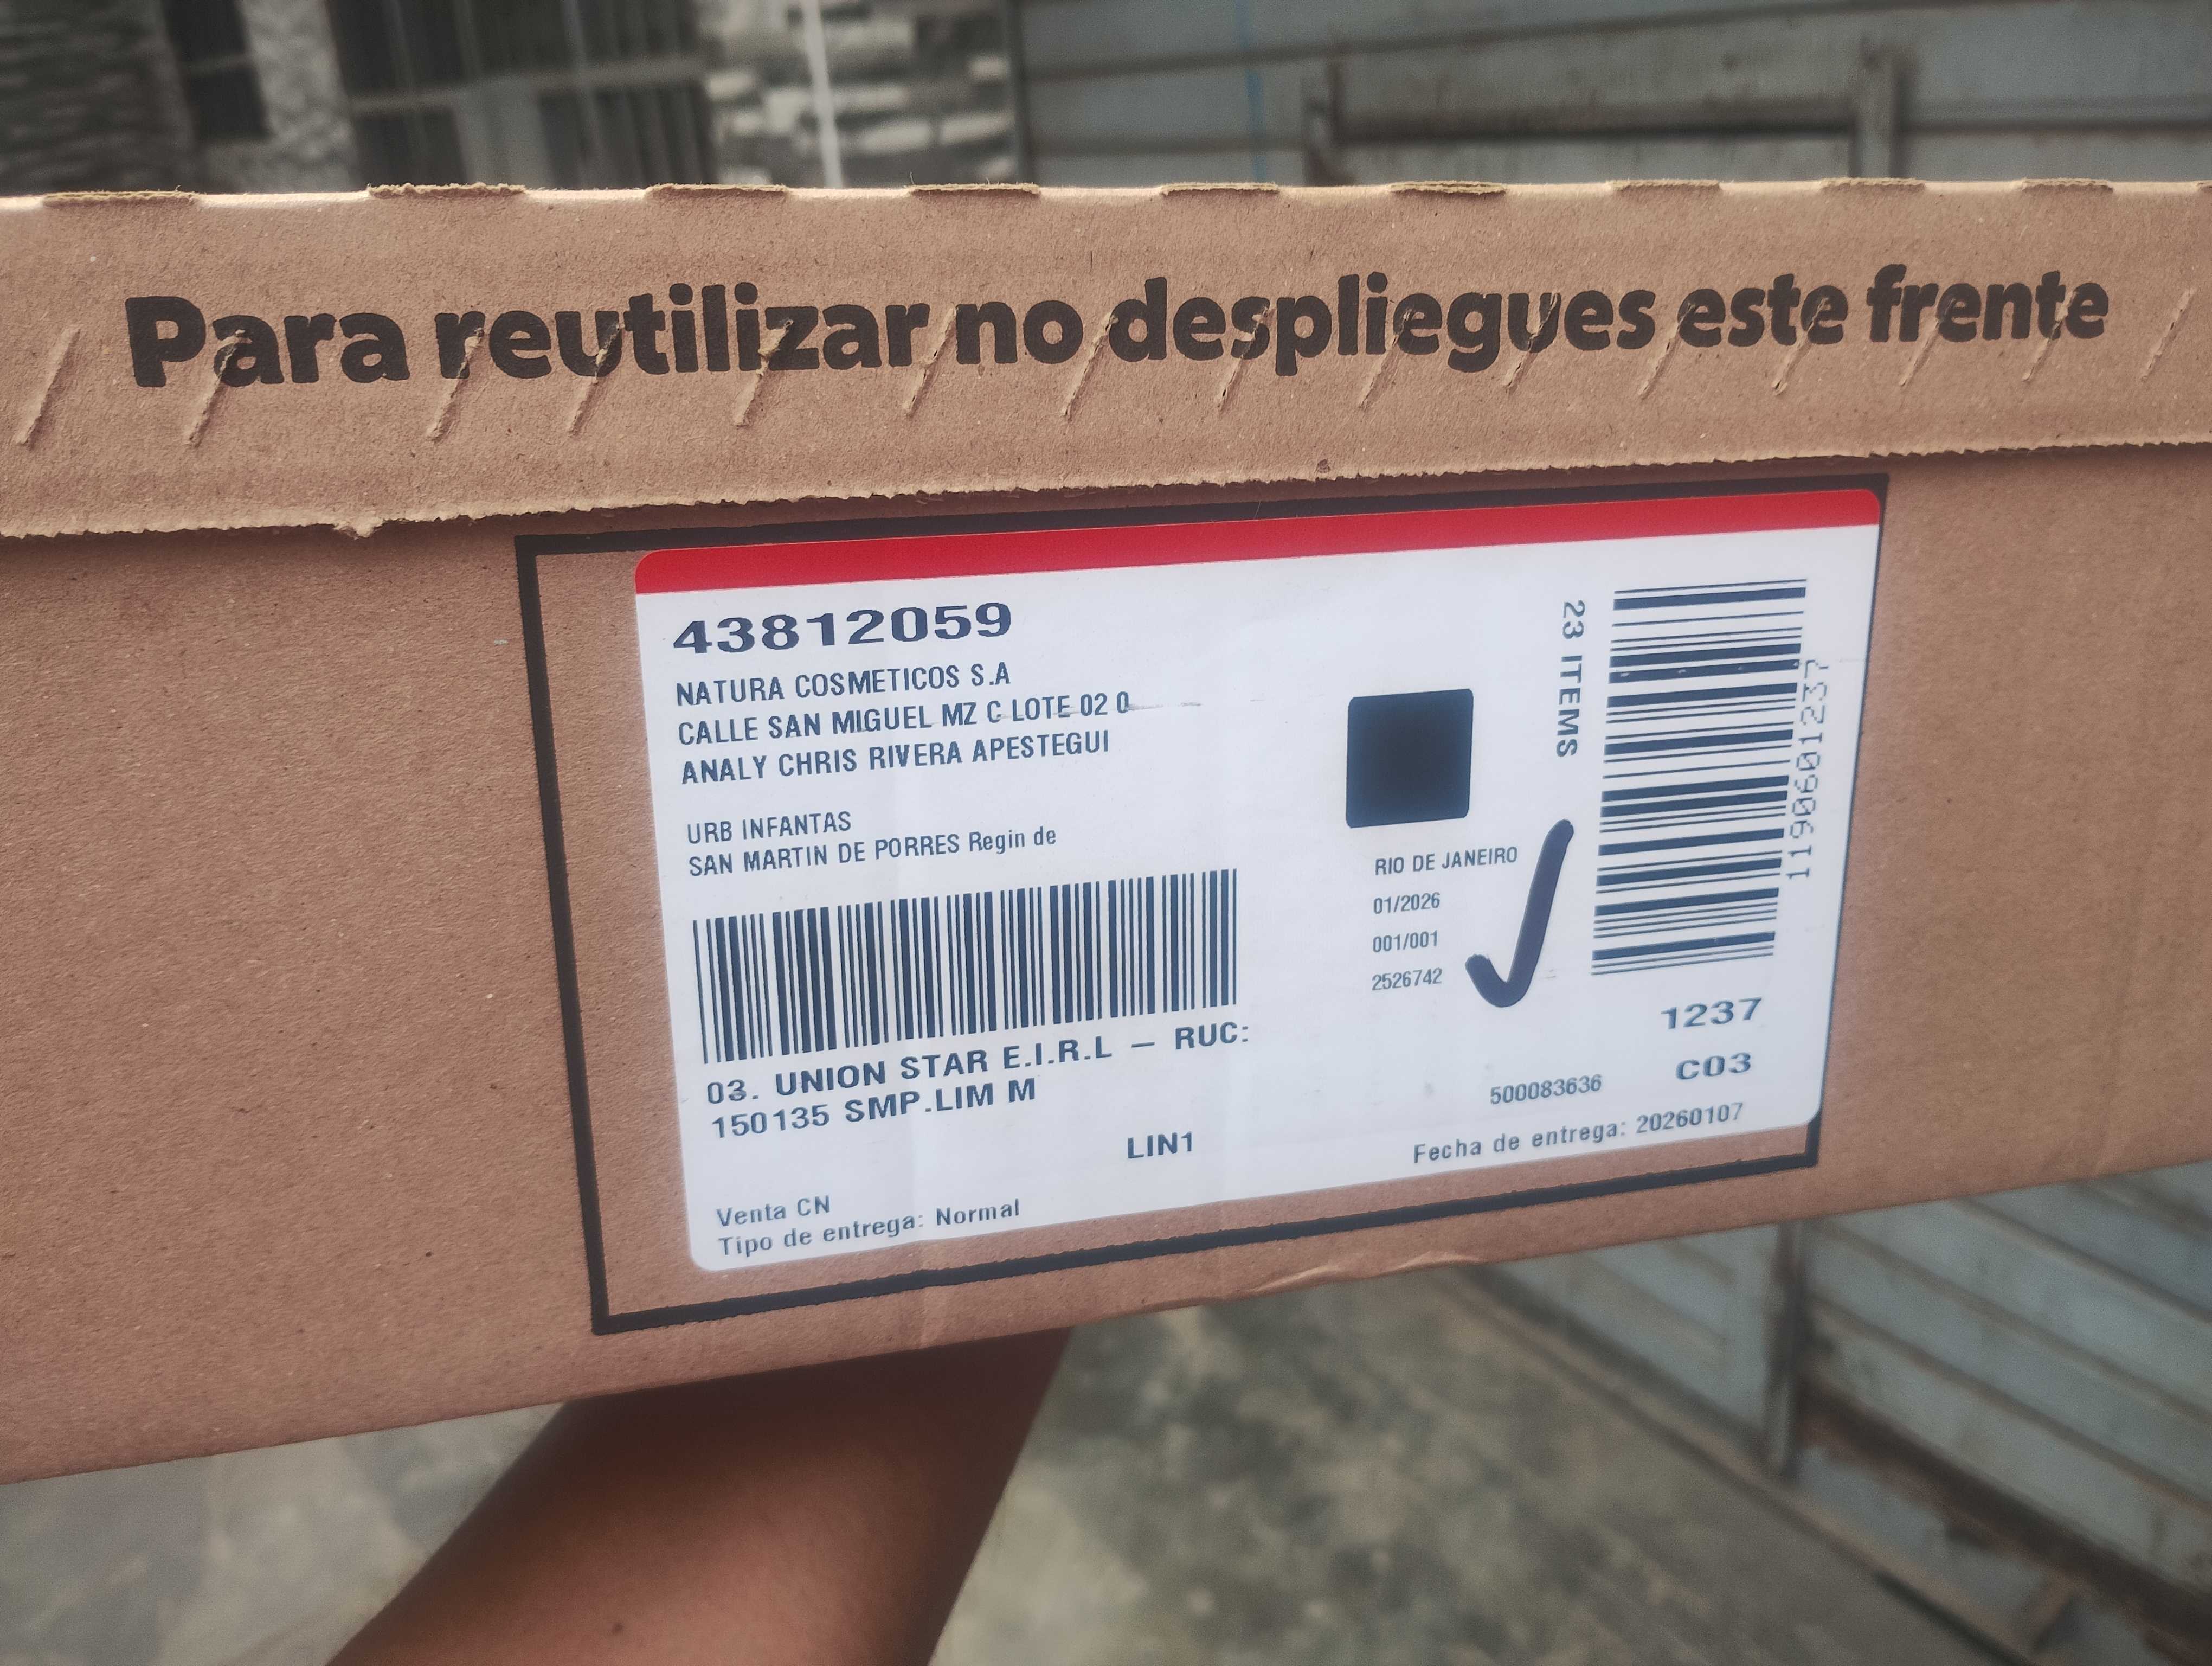 Para reutilizar no despliegues este frente
43812059
NATURA COSMETICOS S.A
CALLE SAN MIGUEL MZ C LOTE 02 0
ANALY CHRIS RIVERA APESTEGUI
URB INFANTAS
SAN MARTIN DE PORRES Regin de
03. UNION STAR E.I.R.L – RUC:
150135 SMP.LIM M
LIN1
Venta CN
Tipo de entrega: Normal
RIO DE JANEIRO
01/2026
001/001
2526742
23 ITEMS
1190601237
1237
C03
500083636
Fecha de entrega: 20260107